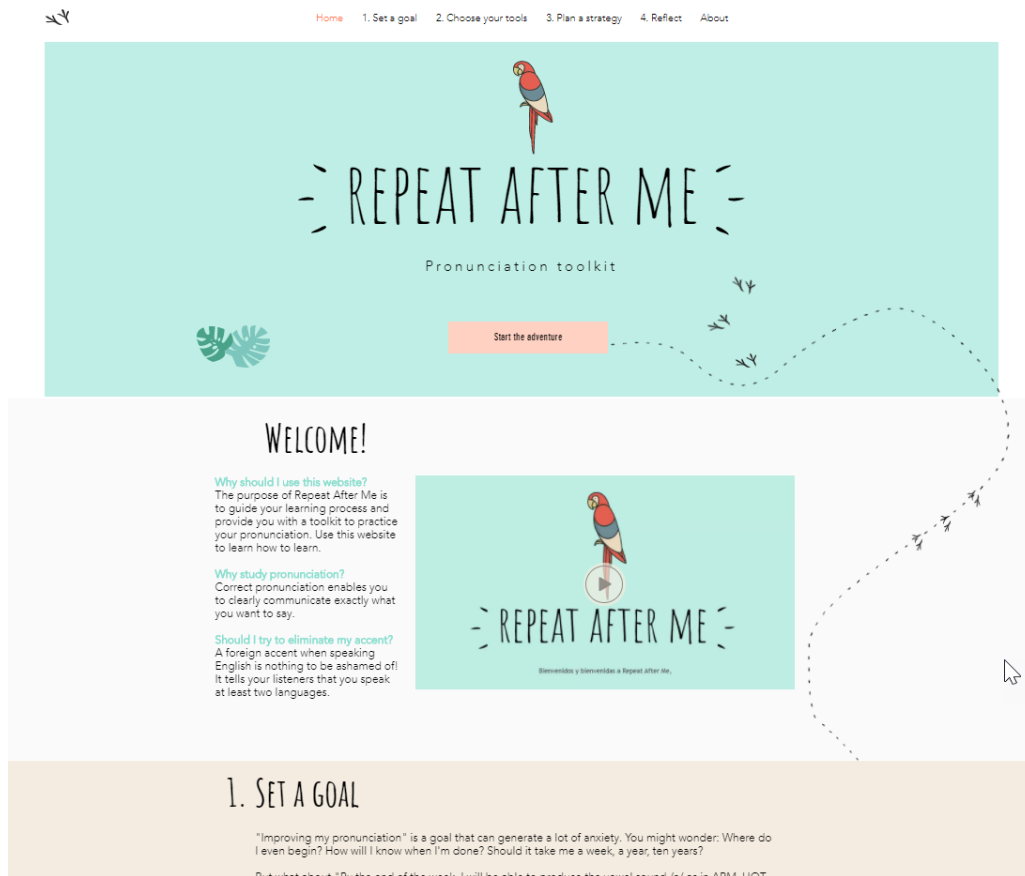 Home 1. Set a goal 2. Choose your tools 3. Plan a strategy 4. Reflect About
REPEAT AFTER ME
Pronunciation toolkit
Start the adventure
WELCOME!
Why should I use this website?
The purpose of Repeat After Me is
to guide your learning process and
provide you with a toolkit to practice
your pronunciation. Use this website
to learn how to learn.
Why study pronunciation?
Correct pronunciation enables you
to clearly communicate exactly what
you want to say.
Should I try to eliminate my accent?
A foreign accent when speaking
English is nothing to be ashamed of!
It tells your listeners that you speak
at least two languages.
REPEAT AFTER ME
Bienvenidos y bienvenidas a Repeat After Me.
1. SET A GOAL
"Improving my pronunciation" is a goal that can generate a lot of anxiety. You might wonder: Where do
I even begin? How will I know when I'm done? Should it take me a week, a year, ten years?